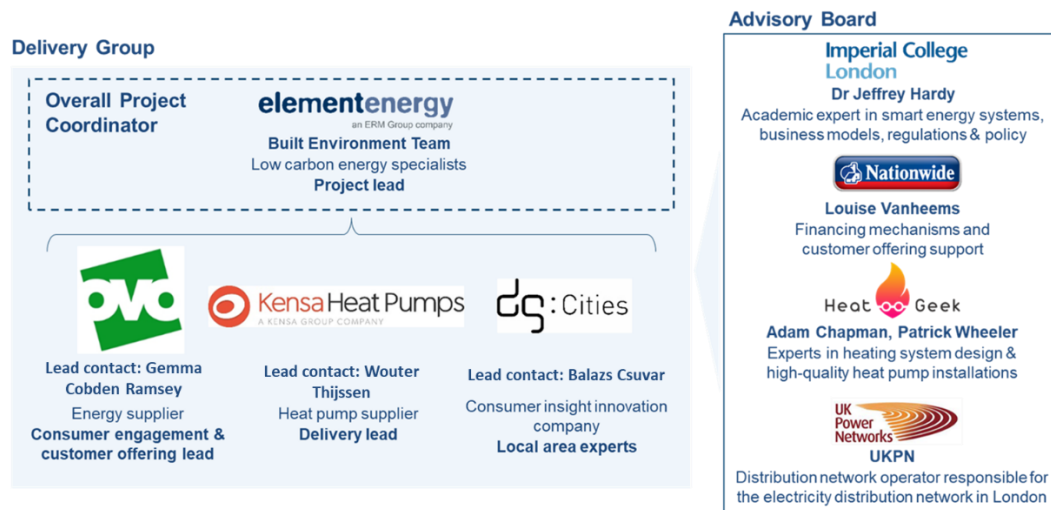 Delivery Group
Overall Project
Coordinator
elementenergy
an ERM Group company
Built Environment Team
Low carbon energy specialists
Project lead
ovo
Lead contact: Gemma
Cobden Ramsey
Energy supplier
Consumer engagement &
customer offering lead
Kensa Heat Pumps
A KENSA GROUP COMPANY
Lead contact: Wouter
Thijssen
Heat pump supplier
Delivery lead
dg:Cities
Lead contact: Balazs Csuvar
Consumer insight innovation
company
Local area experts
Advisory Board
Imperial College
London
Dr Jeffrey Hardy
Academic expert in smart energy systems,
business models, regulations & policy
Nationwide
Louise Vanheems
Financing mechanisms and
customer offering support
Heat Geek
Adam Chapman, Patrick Wheeler
Experts in heating system design &
high-quality heat pump installations
UK
Power
Networks
UKPN
Distribution network operator responsible for
the electricity distribution network in London